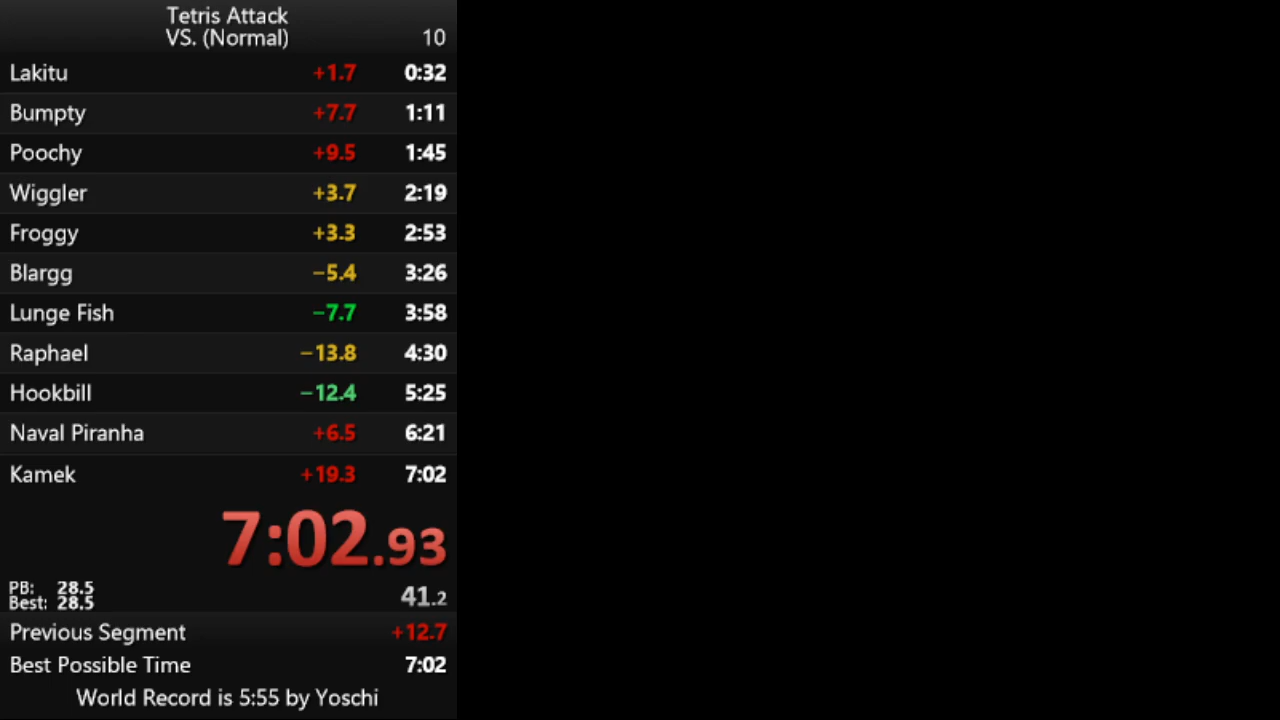 Tetris Attack
VS. (Normal) 10
Lakitu +1.7 0:32
Bumpty +7.7 1:11
Poochy +9.5 1:45
Wiggler +3.7 2:19
Froggy +3.3 2:53
Blargg −5.4 3:26
Lunge Fish −7.7 3:58
Raphael −13.8 4:30
Hookbill −12.4 5:25
Naval Piranha +6.5 6:21
Kamek +19.3 7:02
7:02.93
PB: 28.5
Best: 28.5 41.2
Previous Segment +12.7
Best Possible Time 7:02
World Record is 5:55 by Yoschi